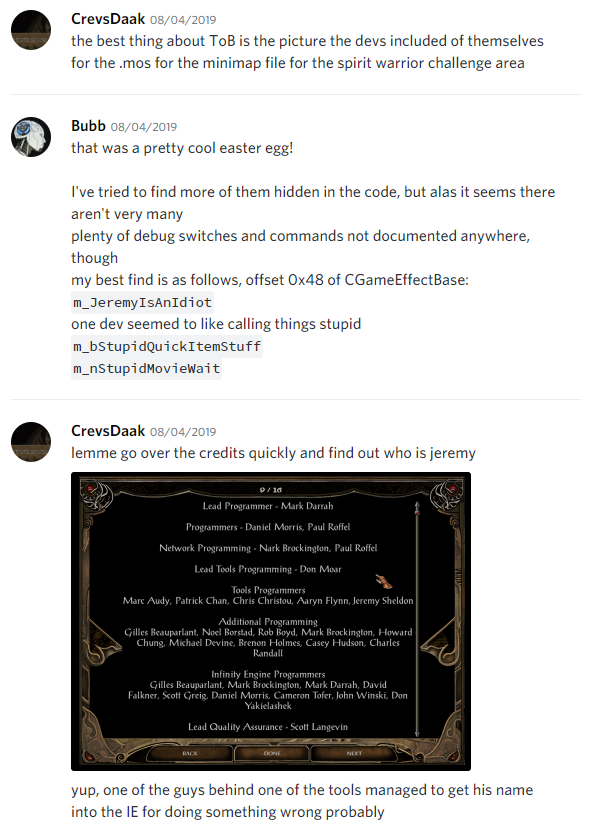 CrevsDaak 08/04/2019
the best thing about ToB is the picture the devs included of themselves
for the .mos for the minimap file for the spirit warrior challenge area
Bubb 08/04/2019
that was a pretty cool easter egg!
I've tried to find more of them hidden in the code, but alas it seems there
aren't very many
plenty of debug switches and commands not documented anywhere,
though
my best find is as follows, offset 0x48 of CGameEffectBase:
m_JeremyIsAnIdiot
one dev seemed to like calling things stupid
m_bStupidQuickItemStuff
m_nStupidMovieWait
CrevsDaak 08/04/2019
lemme go over the credits quickly and find out who is jeremy
9 / 16
Lead Programmer - Mark Darrah
Programmers - Daniel Morris, Paul Roffel
Network Programming - Nark Brockington, Paul Roffel
Lead Tools Programming - Don Moar
Tools Programmers
Marc Audy, Patrick Chan, Chris Christou, Aaryn Flynn, Jeremy Sheldon
Additional Programming
Gilles Beauparlant, Noel Borstad, Rob Boyd, Mark Brockington, Howard
Chung, Michael Devine, Brenon Holmes, Casey Hudson, Charles
Randall
Infinity Engine Programmers
Gilles Beauparlant, Mark Brockington, Mark Darrah, David
Falkner, Scott Greig, Daniel Morris, Cameron Tofer, John Winski, Don
Yakielashek
Lead Quality Assurance - Scott Langevin
BACK DONE NEXT
yup, one of the guys behind one of the tools managed to get his name
into the IE for doing something wrong probably